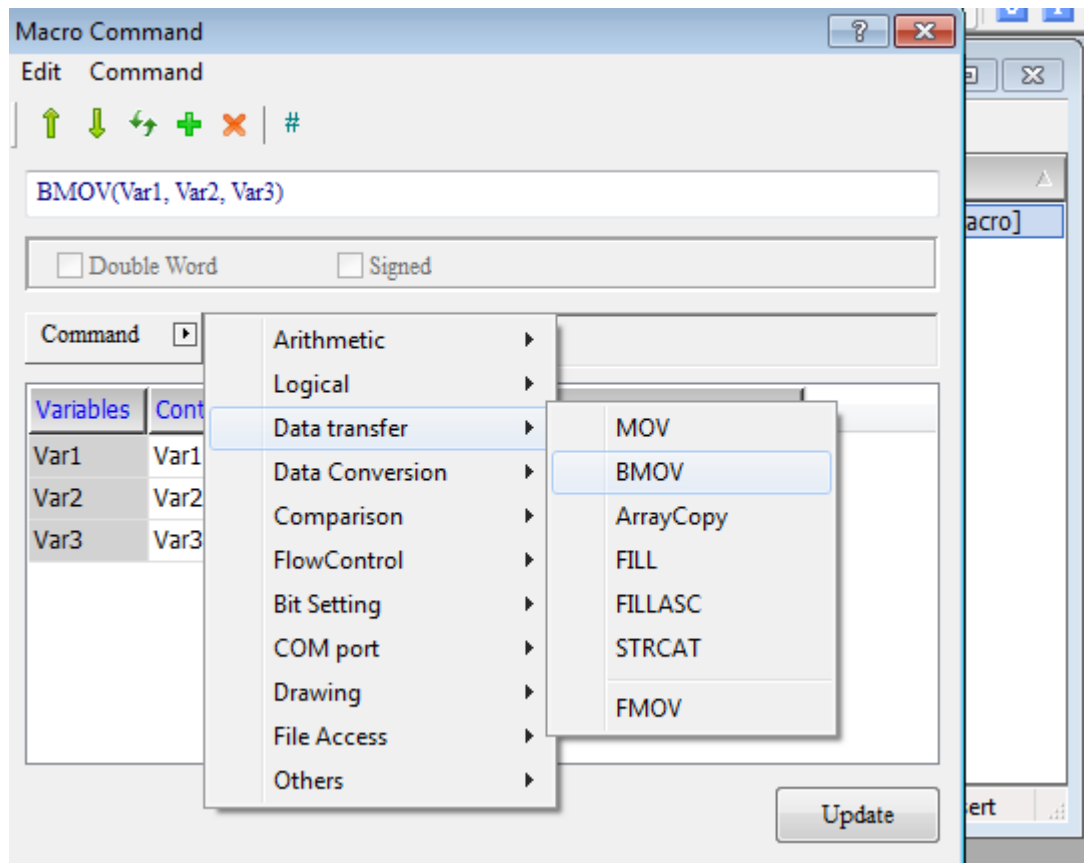 Macro Command
Edit Command
#
BMOV(Var1, Var2, Var3)
acro]
Double Word Signed
Command
Arithmetic
Logical
Data transfer
Data Conversion
Comparison
FlowControl
Bit Setting
COM port
Drawing
File Access
Others
MOV
BMOV
ArrayCopy
FILL
FILLASC
STRCAT
FMOV
Variables Cont
Var1 Var1
Var2 Var2
Var3 Var3
Update
ert